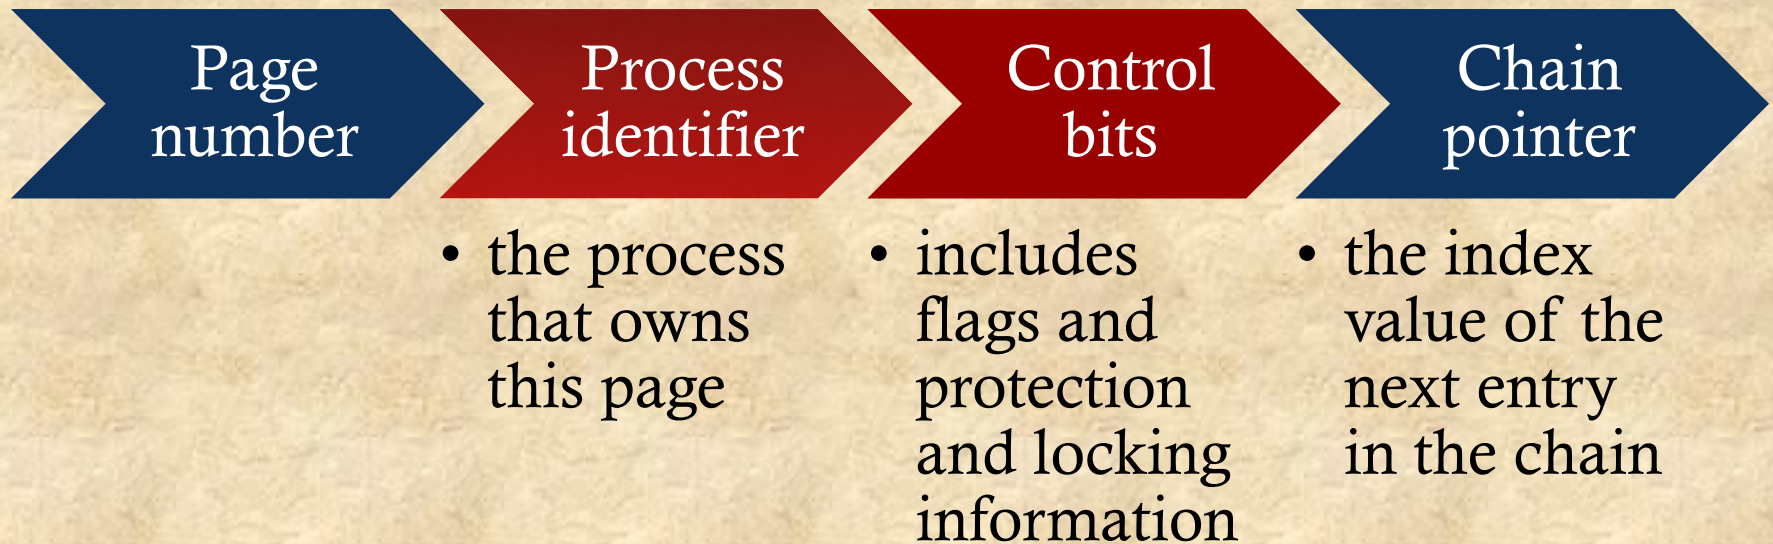 Page
number
Process
identifier
Control
bits
Chain
pointer
• the process
that owns
this page
• includes
flags and
protection
and locking
information
• the index
value of the
next entry
in the chain